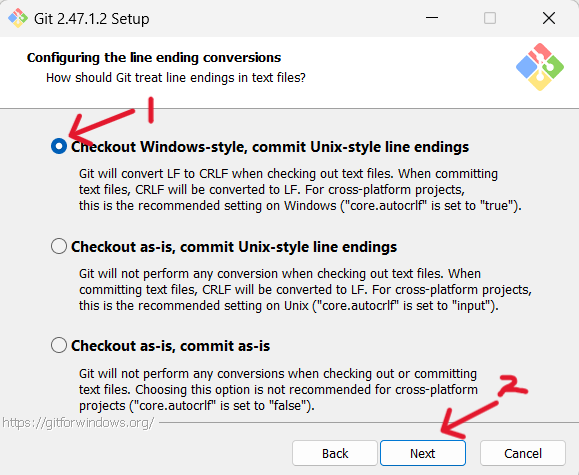 Git 2.47.1.2 Setup
Configuring the line ending conversions
How should Git treat line endings in text files?
1
Checkout Windows-style, commit Unix-style line endings
Git will convert LF to CRLF when checking out text files. When committing
text files, CRLF will be converted to LF. For cross-platform projects,
this is the recommended setting on Windows ("core.autocrlf" is set to "true").
Checkout as-is, commit Unix-style line endings
Git will not perform any conversion when checking out text files. When
committing text files, CRLF will be converted to LF. For cross-platform projects,
this is the recommended setting on Unix ("core.autocrlf" is set to "input").
Checkout as-is, commit as-is
Git will not perform any conversions when checking out or committing
text files. Choosing this option is not recommended for cross-platform
projects ("core.autocrlf" is set to "false").
2
https://gitforwindows.org/
Back Next Cancel